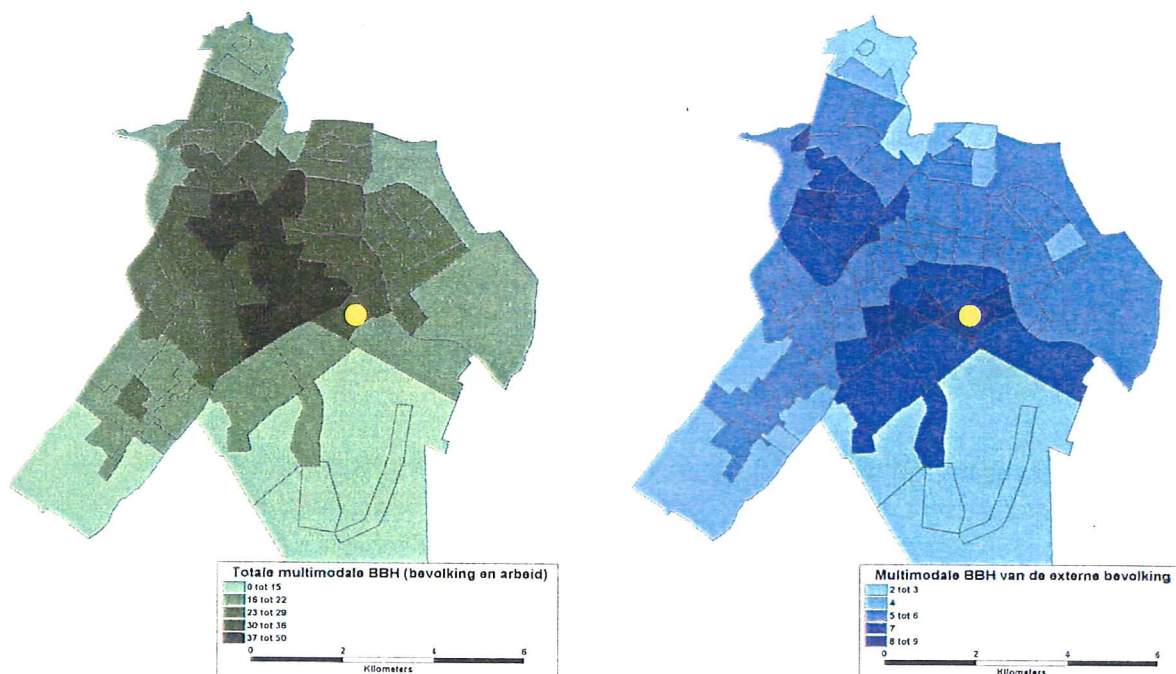 Totale multimodale BBH (bevolking en arbeid)
0 tot 15
16 tot 22
23 tot 29
30 tot 36
37 tot 50
0 2 4 6
Kilometers
Multimodale BBH van de externe bevolking
2 tot 3
4
5 tot 6
7
8 tot 9
0 2 4 6
Kilometers